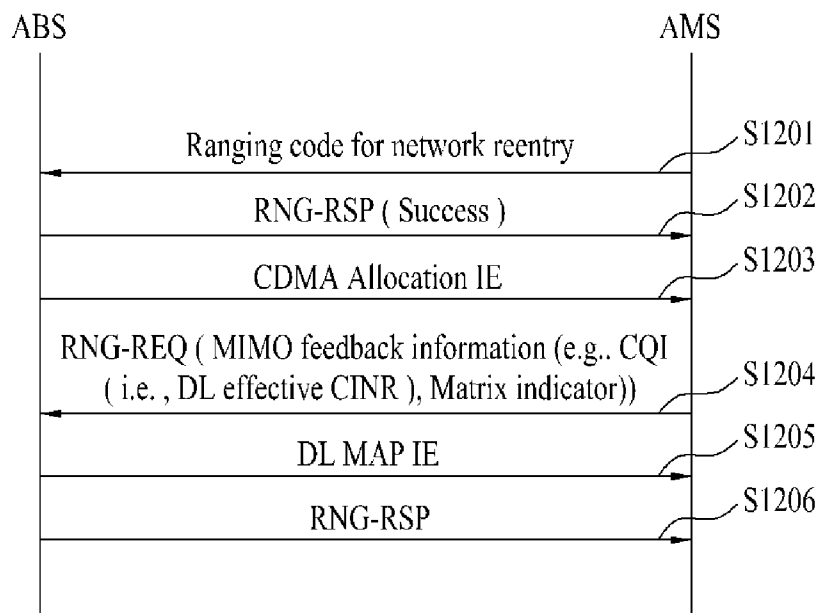 ABS
AMS
Ranging code for network reentry
S1201
RNG-RSP ( Success )
S1202
CDMA Allocation IE
S1203
RNG-REQ ( MIMO feedback information (e.g.. CQI
( i.e. , DL effective CINR ), Matrix indicator))
S1204
DL MAP IE
S1205
RNG-RSP
S1206